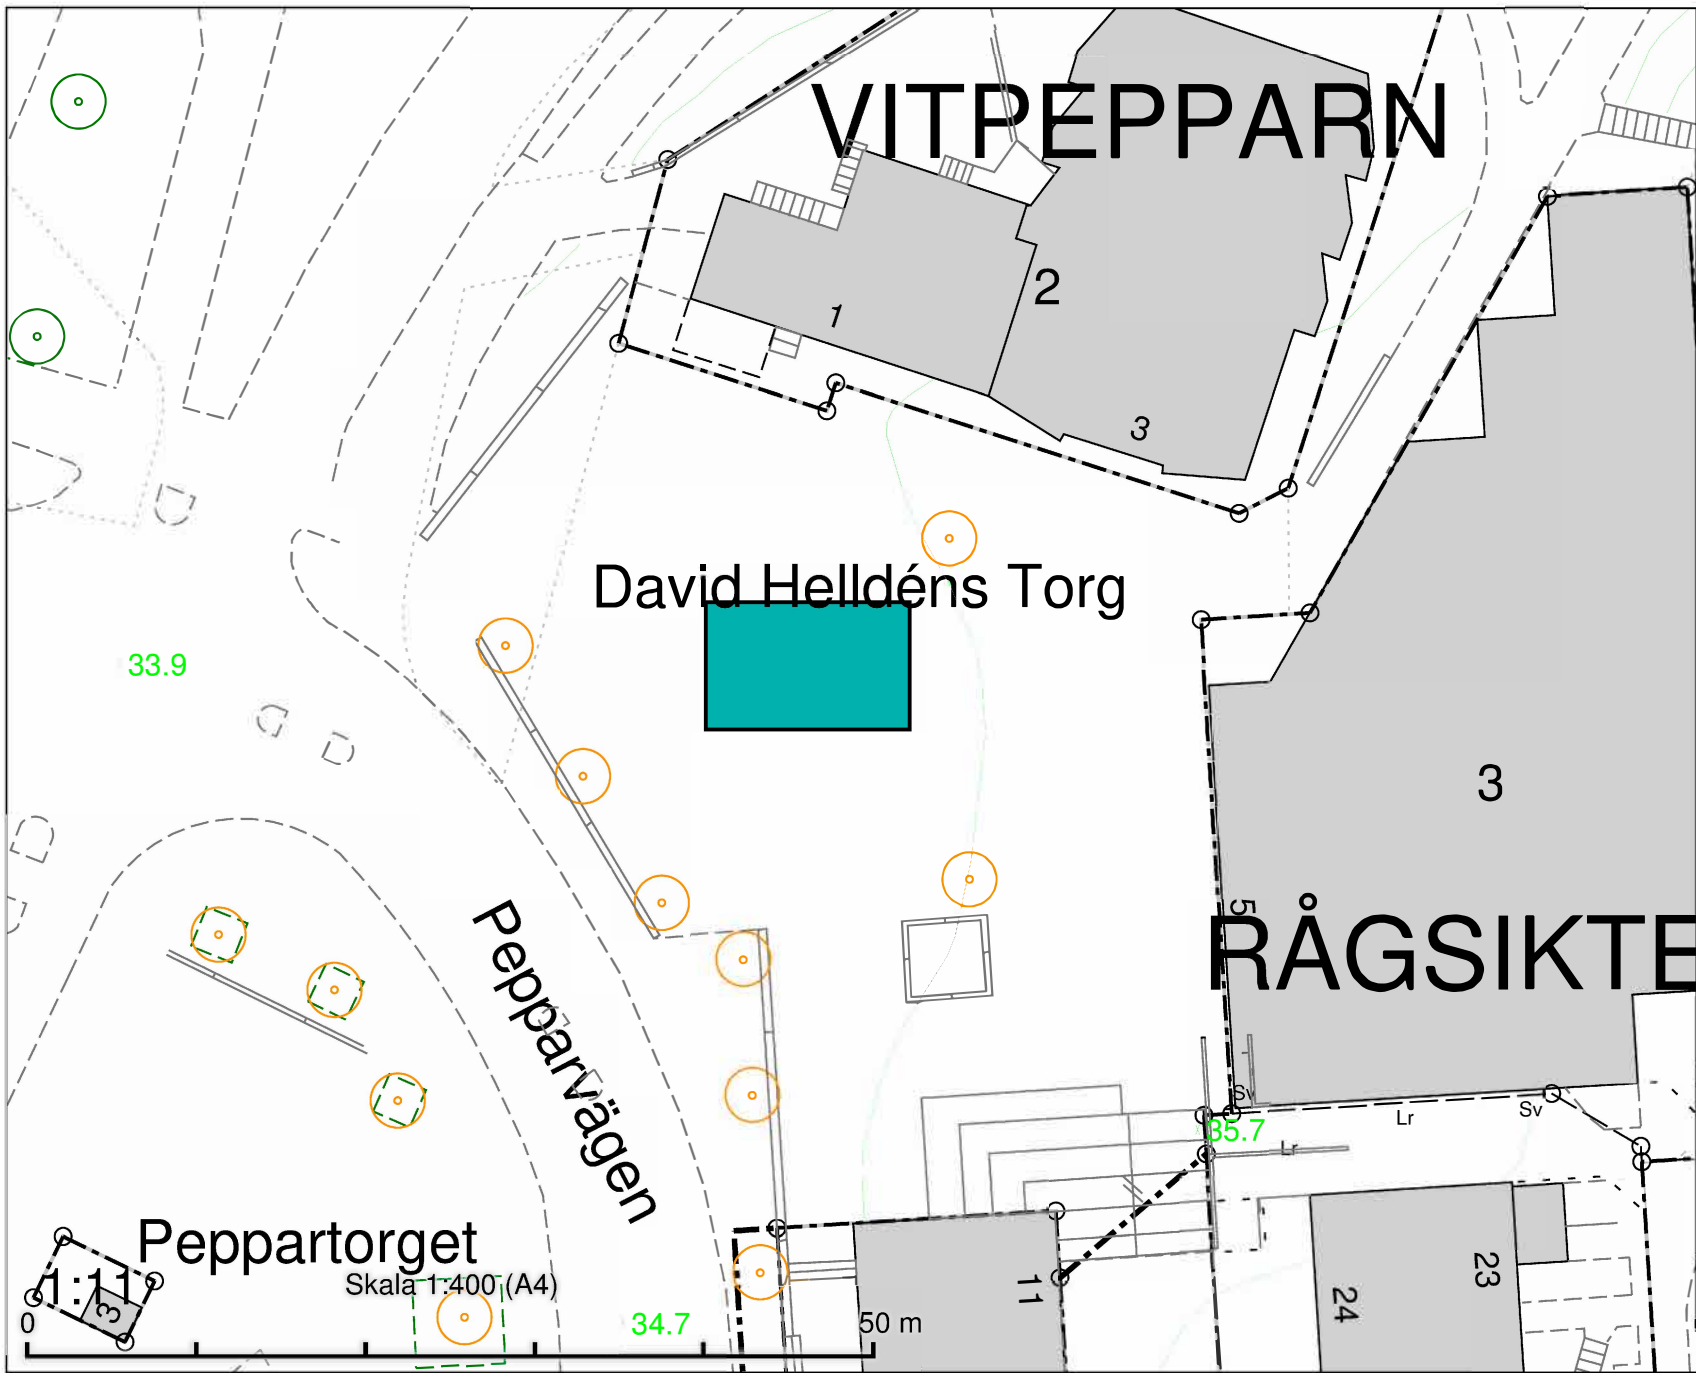 VITPEPPARN
2
1
3
David Helldéns Torg
33.9
3
5
RÅGSIKTE
Pepparvägen
Sv
Lr
Sv
35.7
Lr
Peppartorget
1:11
3
Skala 1:400 (A4)
11
24
23
34.7
0
50 m